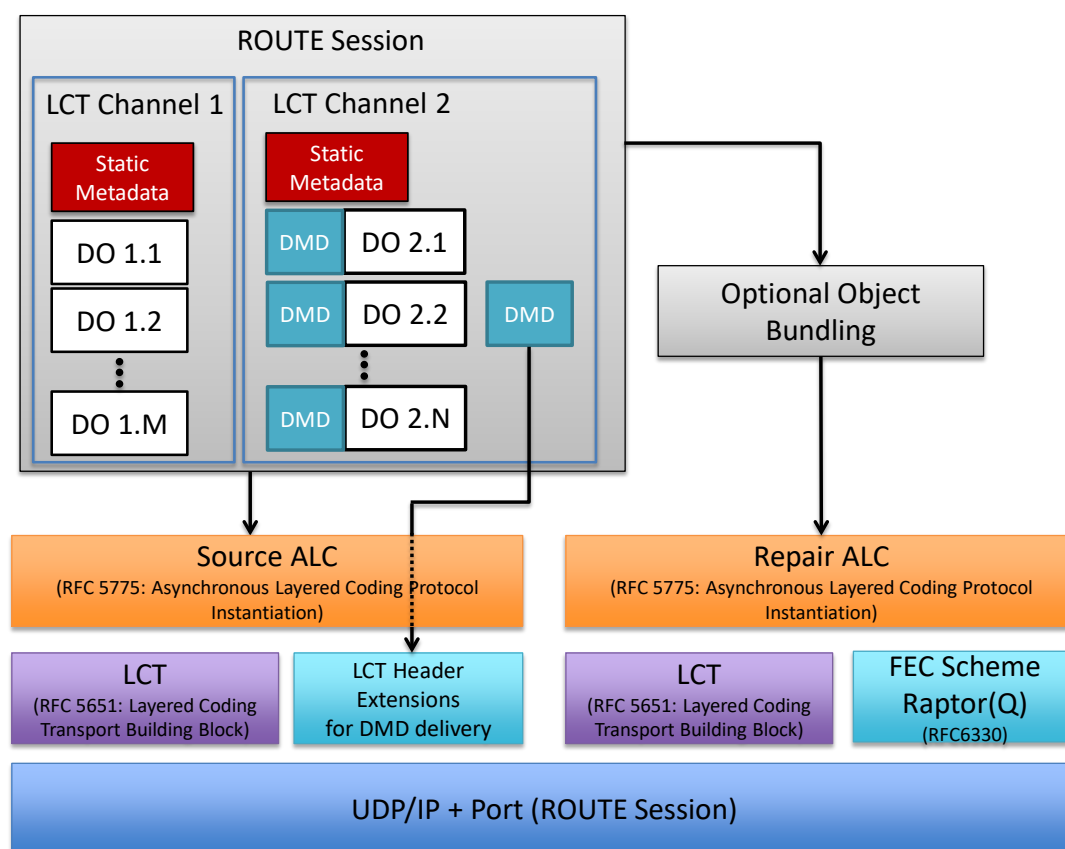 ROUTE Session
LCT Channel 1
Static
Metadata
DO 1.1
DO 1.2
DO 1.M
LCT Channel 2
Static
Metadata
DMD
DO 2.1
DMD
DO 2.2
DMD
DMD
DO 2.N
Optional Object
Bundling
Source ALC
(RFC 5775: Asynchronous Layered Coding Protocol
Instantiation)
Repair ALC
(RFC 5775: Asynchronous Layered Coding Protocol
Instantiation)
LCT
(RFC 5651: Layered Coding
Transport Building Block)
LCT Header
Extensions
for DMD delivery
LCT
(RFC 5651: Layered Coding
Transport Building Block)
FEC Scheme
Raptor(Q)
(RFC6330)
UDP/IP + Port (ROUTE Session)